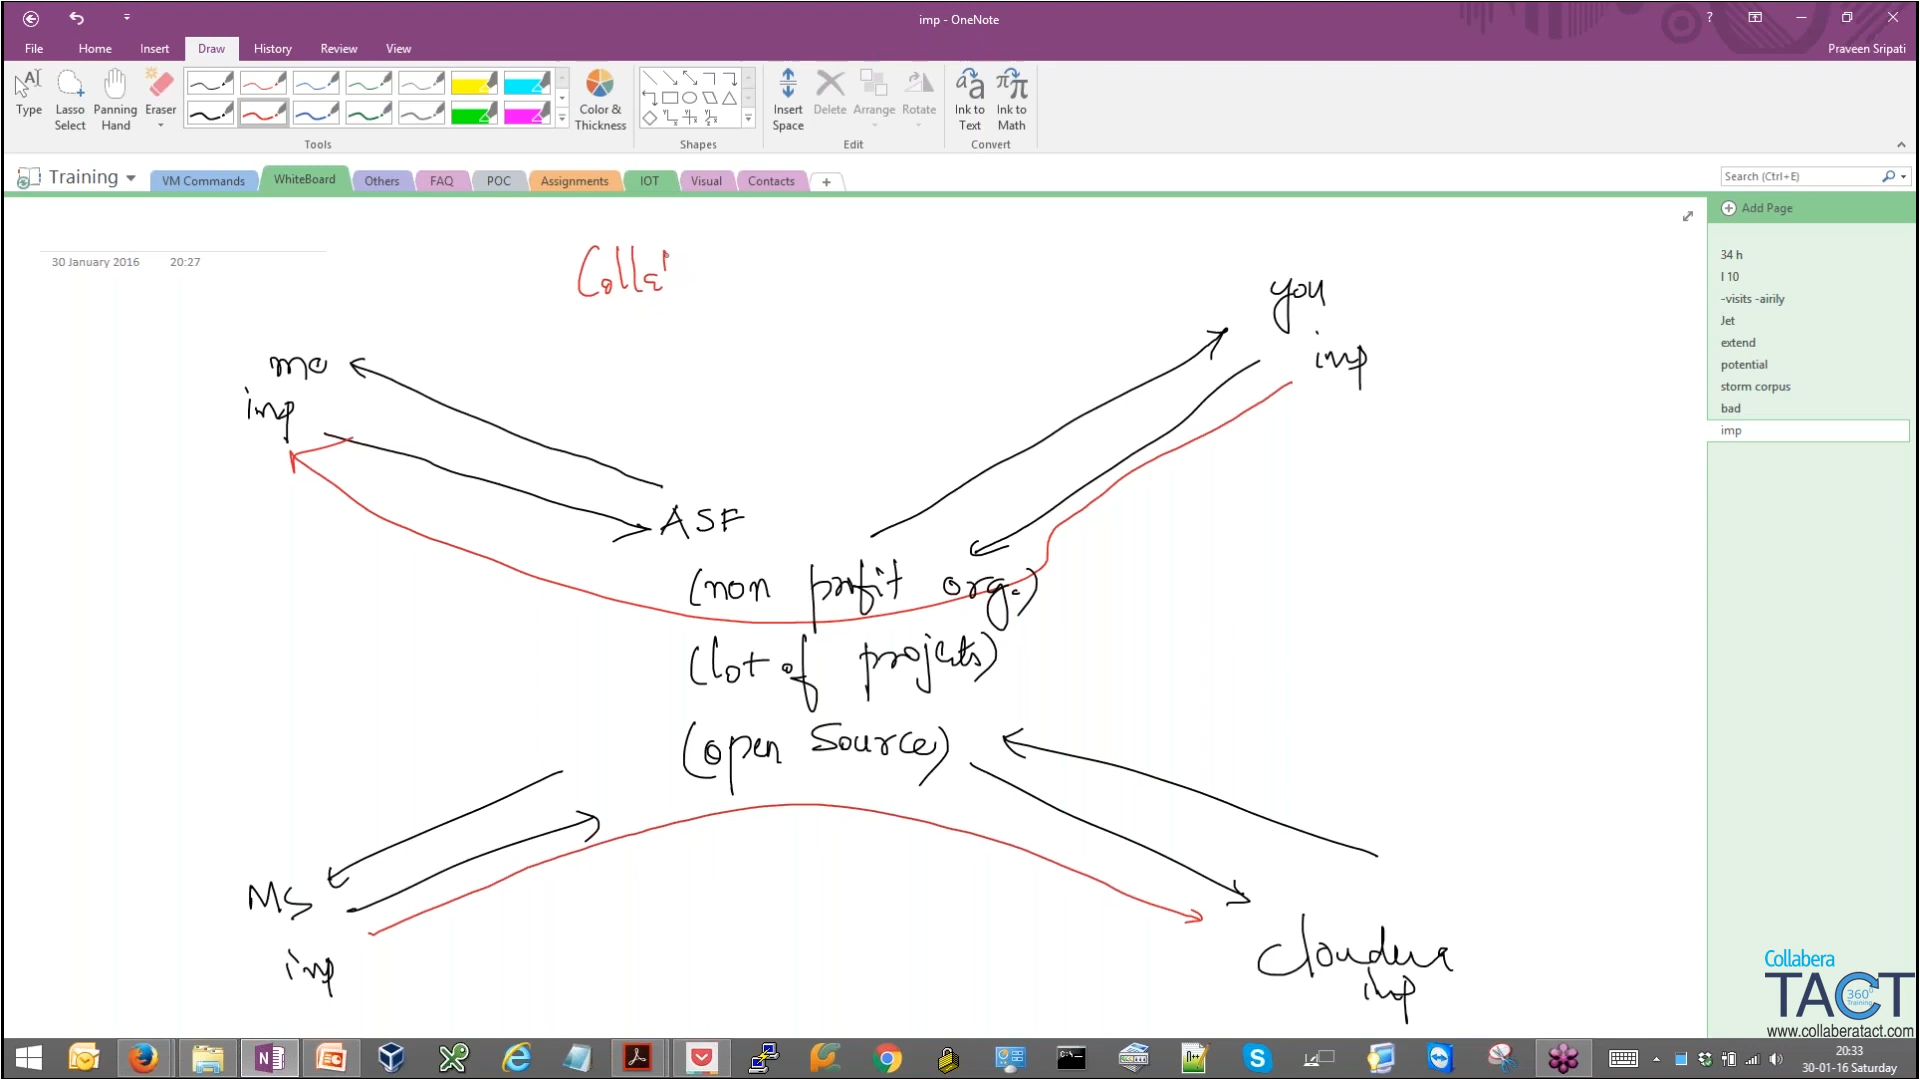 imp - OneNote
?
File Home Insert Draw History Review View
Praveen Sripati
Type
Lasso Select
Panning Hand
Eraser
Color & Thickness
Insert Space
Delete
Arrange
Rotate
Ink to Text
Ink to Math
Tools
Shapes
Edit
Convert
Training
VM Commands WhiteBoard Others FAQ POC Assignments IOT Visual Contacts +
Search (Ctrl+E)
Add Page
34 h
I 10
-visits -airily
Jet
extend
potential
storm corpus
bad
imp
30 January 2016 20:27
you
imp
me
imp
ASF
(non profit org.)
(lot of projects)
(open Source)
MS
imp
cloudera
imp
Collabera
TACT
360°
Training
www.collaberatact.com
20:33
30-01-16 Saturday